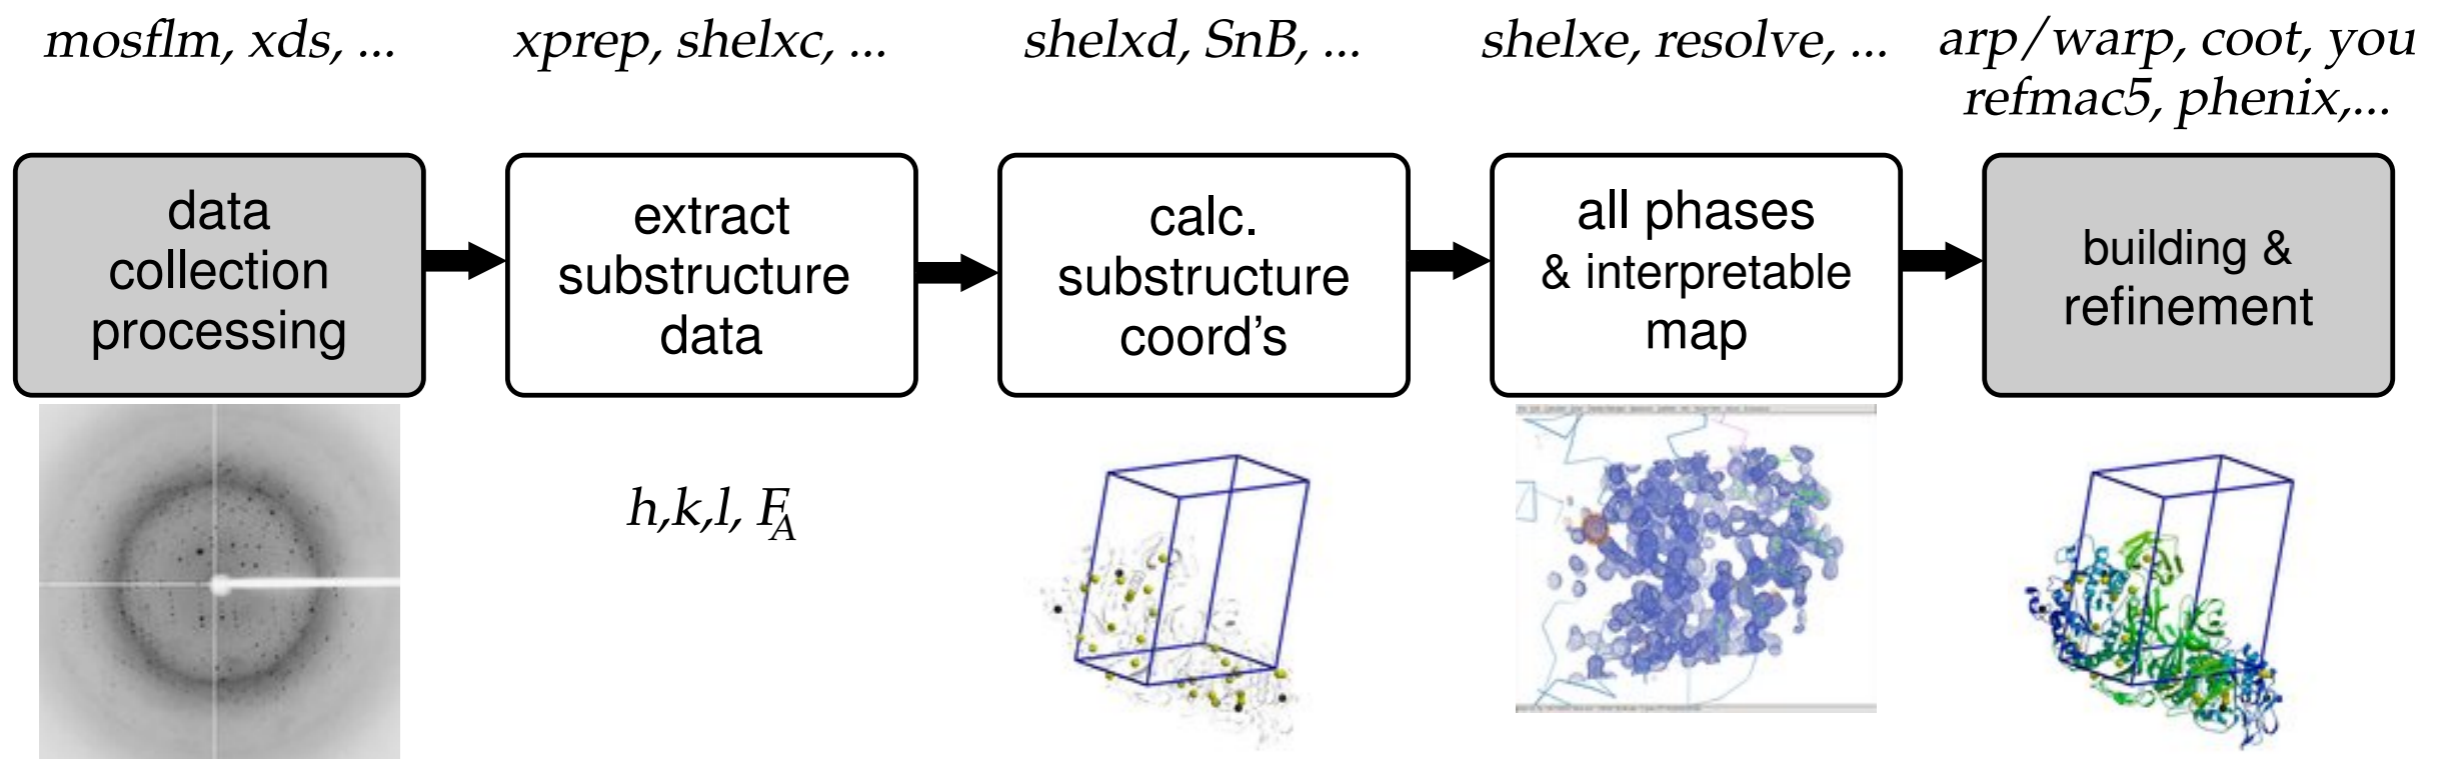 mosflm, xds, ...
xprep, shelxc, ...
shelxd, SnB, ...
shelxe, resolve, ...
arp/warp, coot, you
refmac5, phenix,...
data
collection
processing
extract
substructure
data
calc.
substructure
coord's
all phases
& interpretable
map
building &
refinement
h,k,l, FA